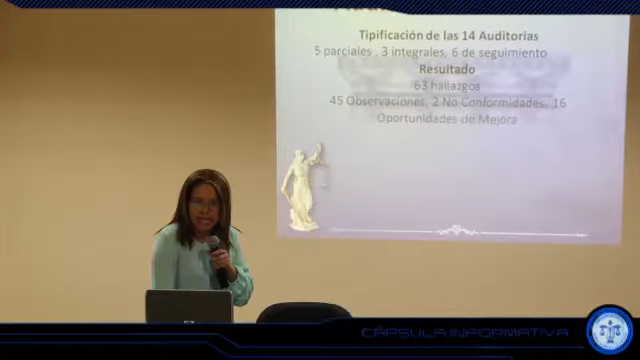 Tipificación de las 14 Auditorías
5 parciales , 3 integrales, 6 de seguimiento
Resultado
63 hallazgos
45 Observaciones, 2 No Conformidades, 16
Oportunidades de Mejora
CÁPSULA INFORMATIVA